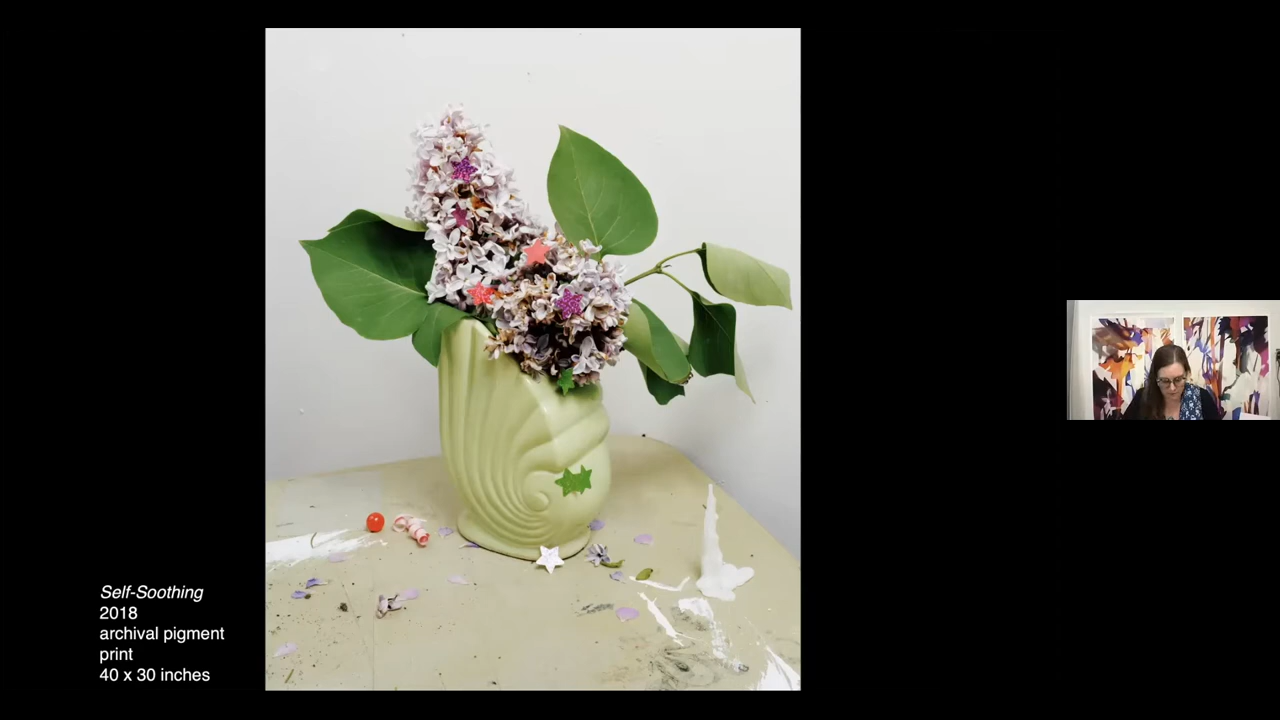 Self-Soothing
2018
archival pigment
print
40 x 30 inches